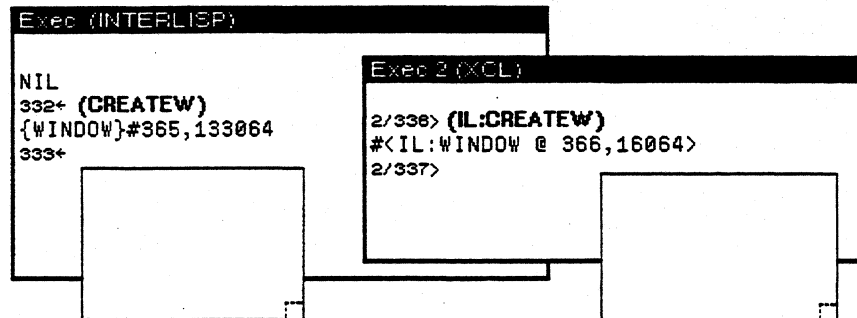 Exec (INTERLISP)
NIL
332← (CREATEW)
{WINDOW}#365,133064
333←
Exec 2 (XCL)
2/336> (IL:CREATEW)
#<IL:WINDOW @ 366,16064>
2/337>